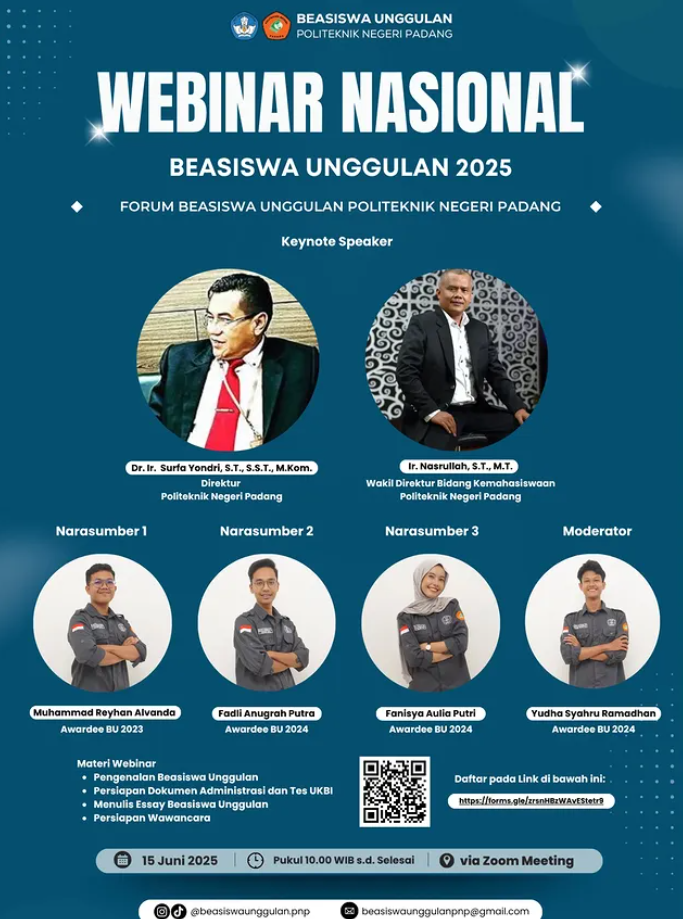 BEASISWA UNGGULAN
POLITEKNIK NEGERI PADANG
WEBINAR NASIONAL
BEASISWA UNGGULAN 2025
FORUM BEASISWA UNGGULAN POLITEKNIK NEGERI PADANG
Keynote Speaker
Dr. Ir. Surfa Yondri, S.T., S.S.T., M.Kom.
Direktur
Politeknik Negeri Padang
Ir. Nasrullah, S.T., M.T.
Wakil Direktur Bidang Kemahasiswaan
Politeknik Negeri Padang
Narasumber 1
Narasumber 2
Narasumber 3
Moderator
Muhammad Reyhan Alvanda
Awardee BU 2023
Fadli Anugrah Putra
Awardee BU 2024
Fanisya Aulia Putri
Awardee BU 2024
Yudha Syahru Ramadhan
Awardee BU 2024
Materi Webinar
• Pengenalan Beasiswa Unggulan
• Persiapan Dokumen Administrasi dan Tes UKBI
• Menulis Essay Beasiswa Unggulan
• Persiapan Wawancara
Daftar pada Link di bawah ini:
https://forms.gle/zrsnHBzWAvEStetr9
15 Juni 2025
Pukul 10.00 WIB s.d. Selesai
via Zoom Meeting
@beasiswaunggulan.pnp
beasiswaunggulanpnp@gmail.com